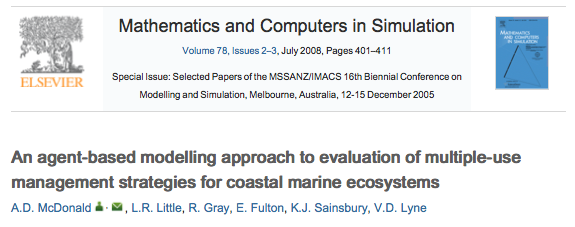 Mathematics and Computers in Simulation
Volume 78, Issues 2–3, July 2008, Pages 401–411
Special Issue: Selected Papers of the MSSANZ/IMACS 16th Biennial Conference on
Modelling and Simulation, Melbourne, Australia, 12-15 December 2005
ELSEVIER
MATHEMATICS
AND COMPUTERS
IN SIMULATION
An agent-based modelling approach to evaluation of multiple-use
management strategies for coastal marine ecosystems
A.D. McDonald , L.R. Little, R. Gray, E. Fulton, K.J. Sainsbury, V.D. Lyne